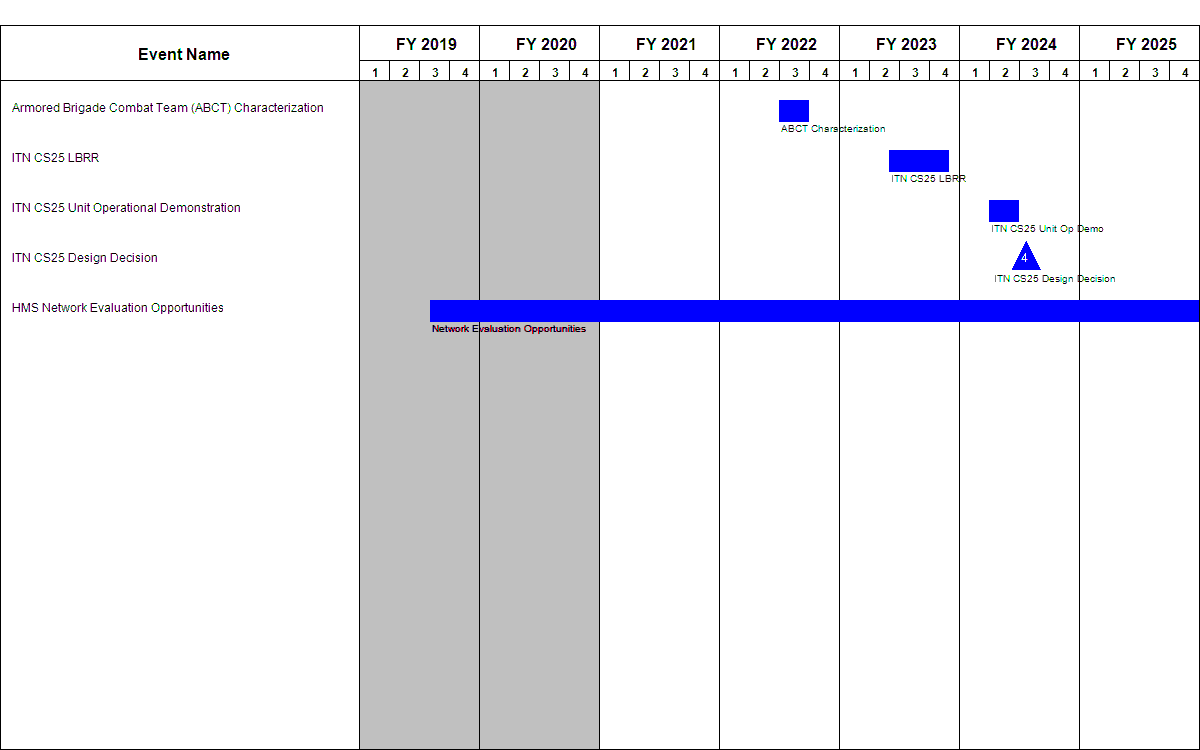 Event Name
FY 2019 FY 2020 FY 2021 FY 2022 FY 2023 FY 2024 FY 2025
1 2 3 4 1 2 3 4 1 2 3 4 1 2 3 4 1 2 3 4 1 2 3 4 1 2 3 4
Armored Brigade Combat Team (ABCT) Characterization
ABCT Characterization
ITN CS25 LBRR
ITN CS25 LBRR
ITN CS25 Unit Operational Demonstration
ITN CS25 Unit Op Demo
ITN CS25 Design Decision
4
ITN CS25 Design Decision
HMS Network Evaluation Opportunities
Network Evaluation Opportunities